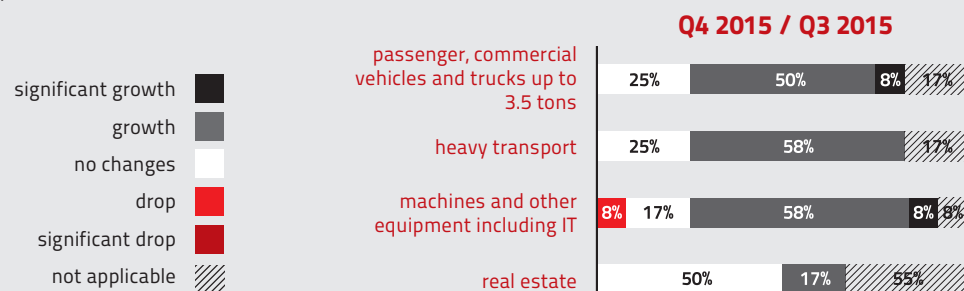 Q4 2015 / Q3 2015
significant growth
growth
no changes
drop
significant drop
not applicable
passenger, commercial
vehicles and trucks up to
3.5 tons
25% 50% 8% 17%
heavy transport
25% 58% 17%
machines and other
equipment including IT
8% 17% 58% 8% 8%
real estate
50% 17% 55%